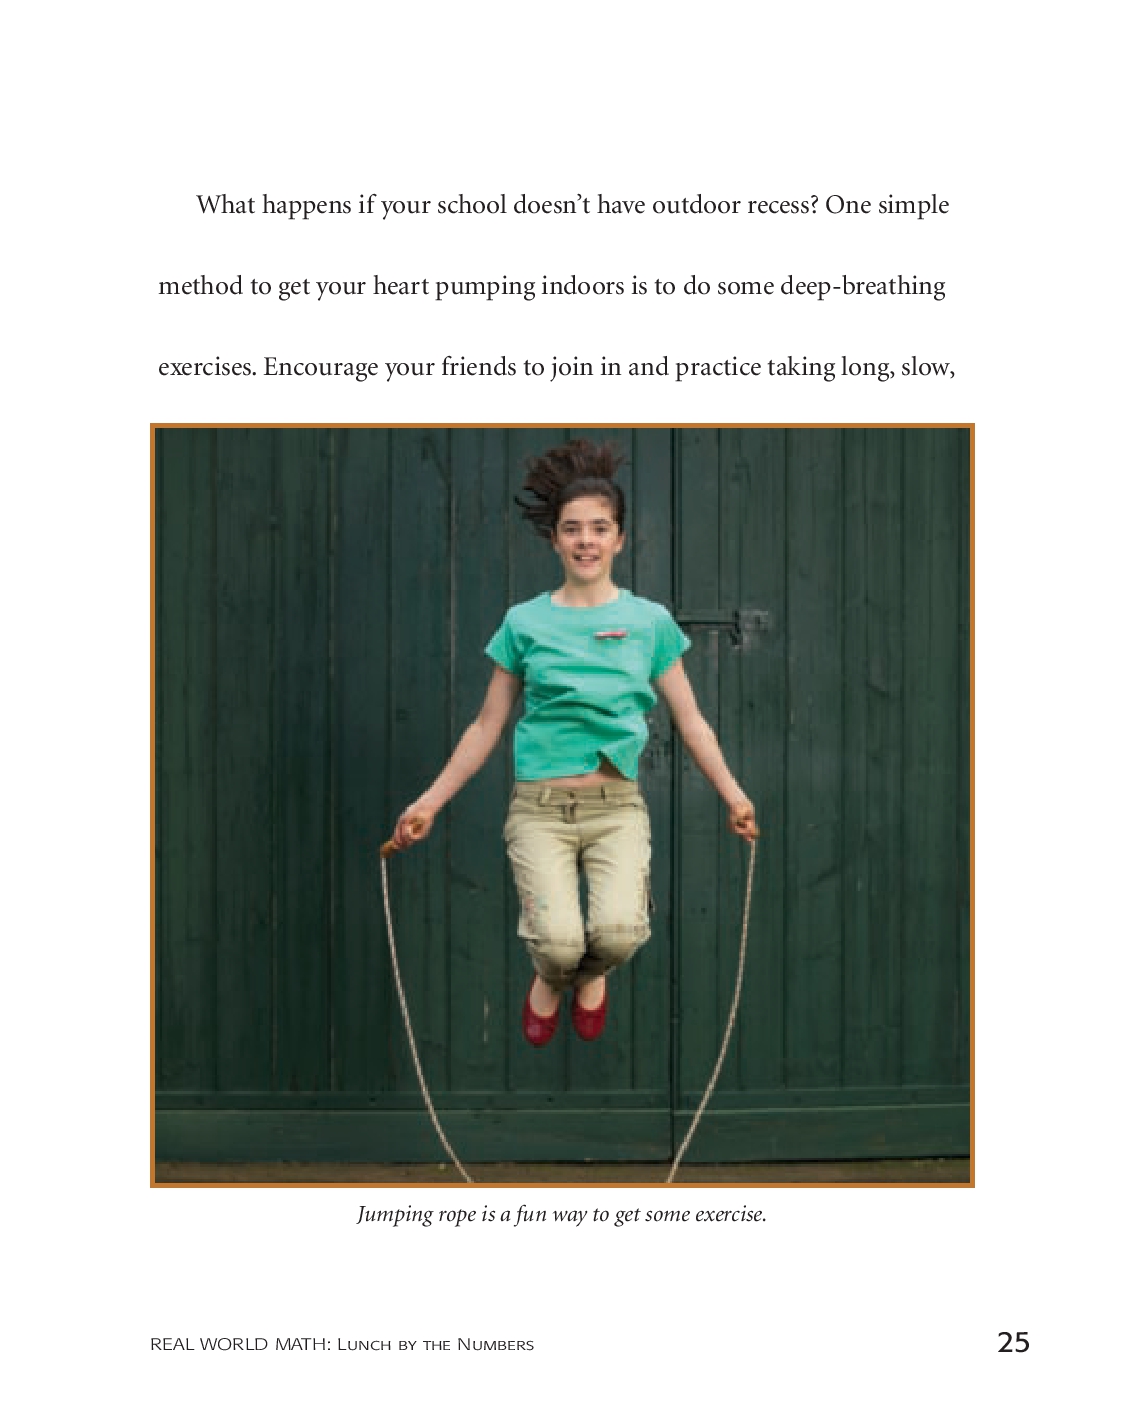 What happens if your school doesn’t have outdoor recess? One simple
method to get your heart pumping indoors is to do some deep-breathing
exercises. Encourage your friends to join in and practice taking long, slow,
Jumping rope is a fun way to get some exercise.
REAL WORLD MATH: Lunch by the Numbers
25